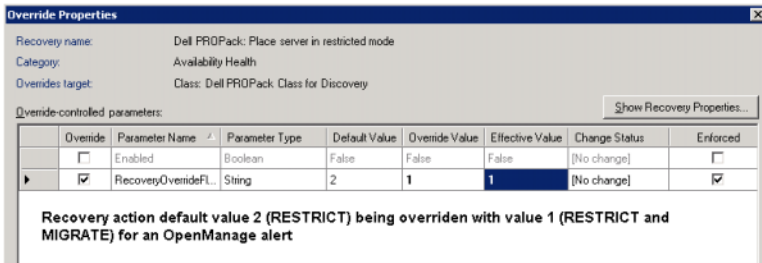 Override Properties
Recovery name: Dell PROPack: Place server in restricted mode
Category: Availability Health
Overrides target: Class: Dell PROPack Class for Discovery
Override-controlled parameters: Show Recovery Properties...
Override Parameter Name Parameter Type Default Value Override Value Effective Value Change Status Enforced
Enabled Boolean False False False [No change]
RecoveryOverrideFl... String 2 1 1 [No change]
Recovery action default value 2 (RESTRICT) being overriden with value 1 (RESTRICT and
MIGRATE) for an OpenManage alert